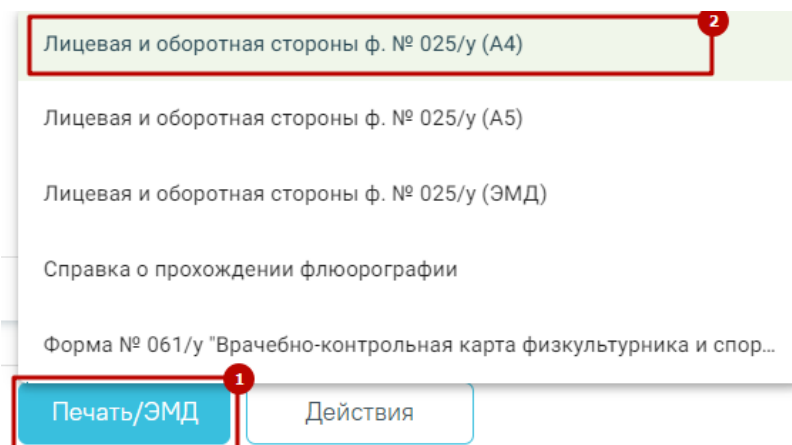 2
Лицевая и оборотная стороны ф. № 025/у (А4)
Лицевая и оборотная стороны ф. № 025/у (А5)
Лицевая и оборотная стороны ф. № 025/у (ЭМД)
Справка о прохождении флюорографии
Форма № 061/у "Врачебно-контрольная карта физкультурника и спор...
1
Печать/ЭМД Действия